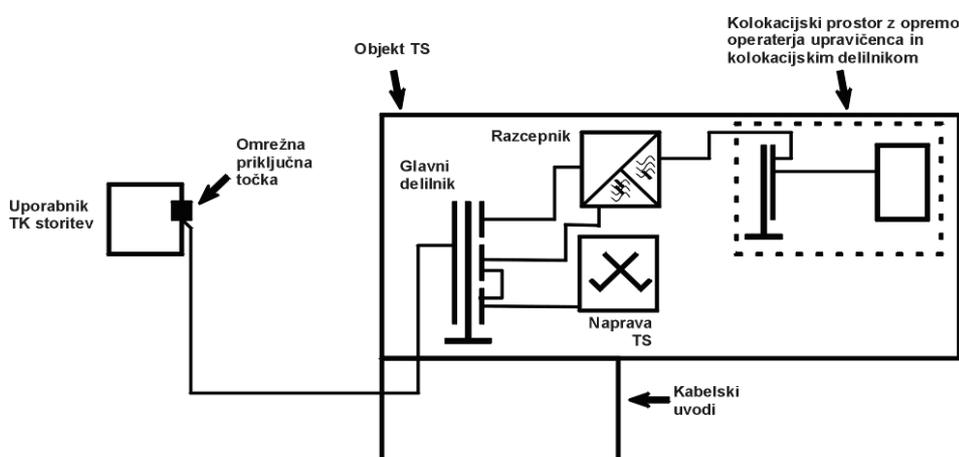 Kolokacijski prostor z opremo
operaterja upravičenca in
kolokacijskim delilnikom
Objekt TS
Razcepnik
Omrežna
priključna
točka
Glavni
delilnik
Uporabnik
TK storitev
Naprava
TS
Kabelski
uvodi